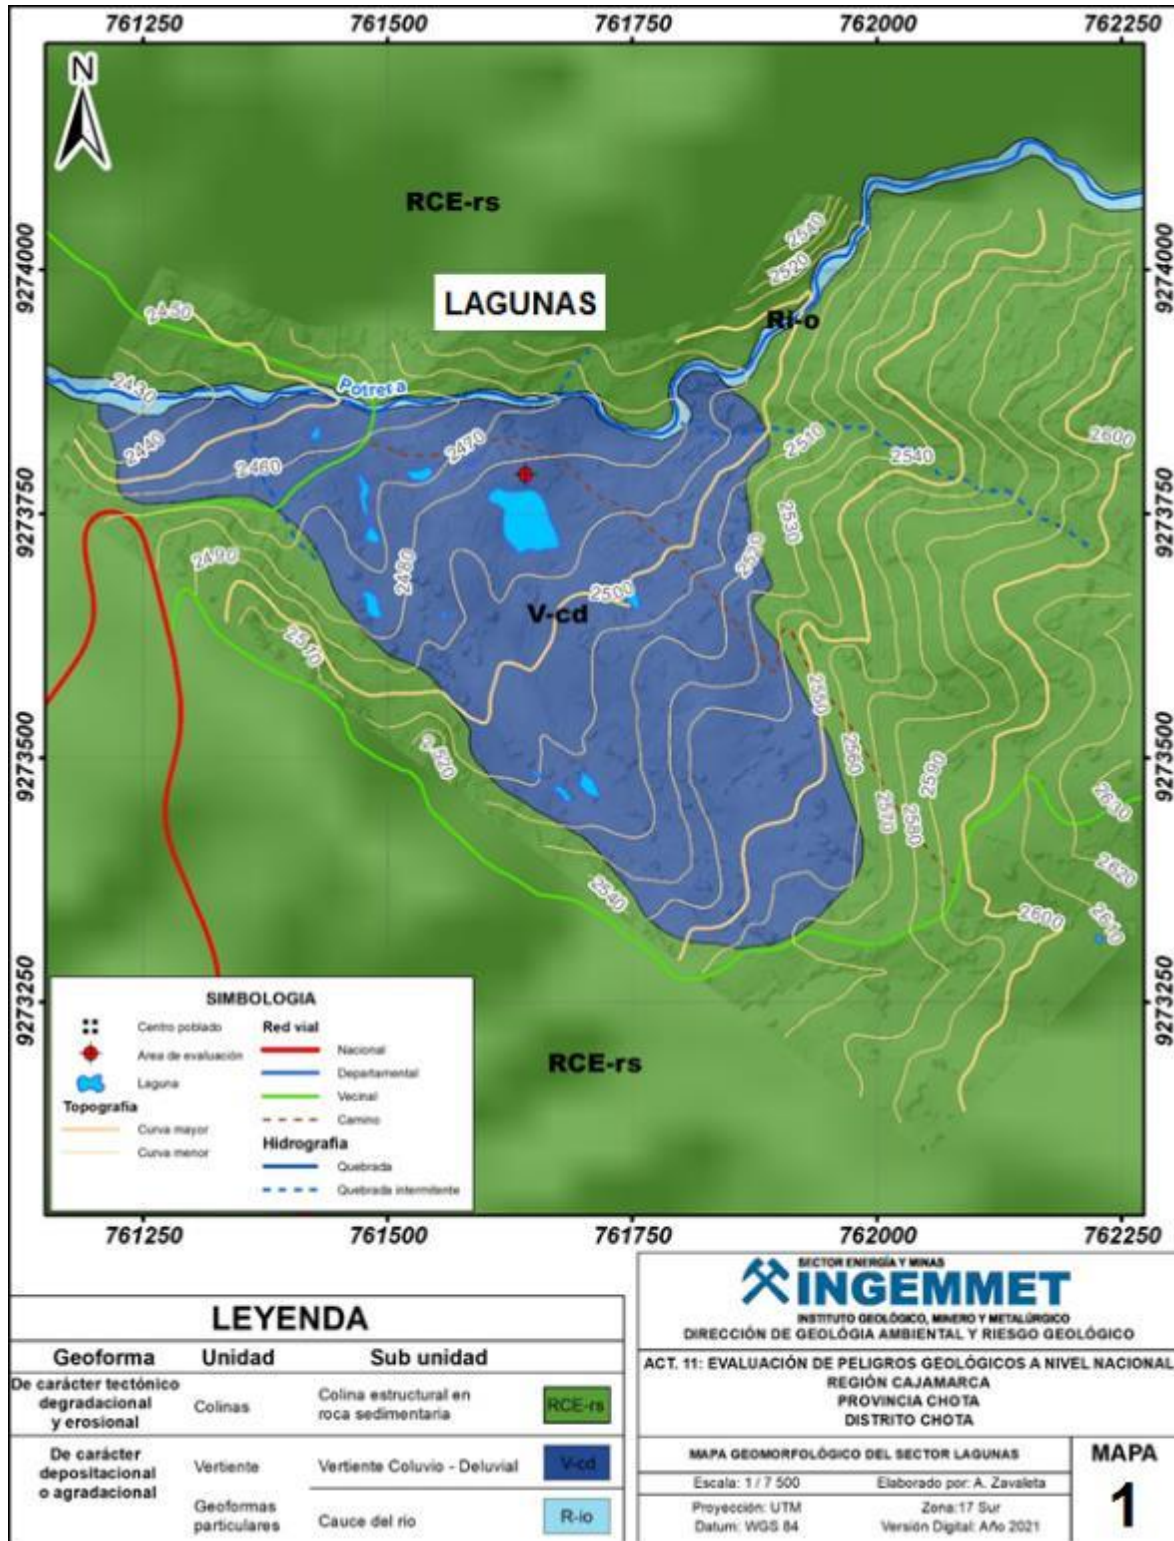 761250 761500 761750 762000 762250
N
RCE-rs
2540
2520
9274000
9274000
LAGUNAS
2450
Ri-o
2430
Potrera
2440
2460
2470
2510
2540
2600
9273750
9273750
2490
2480
2530
2520
2500
V-cd
2510
2550
2520
2560
2570
2580
2590
9273500
9273500
2630
2620
2610
2540
2600
9273250
9273250
RCE-rs
SIMBOLOGIA
Centro poblado
Area de evaluación
Laguna
Topografia
Curva mayor
Curva menor
Red vial
Nacional
Departamental
Vecinal
Camino
Hidrografia
Quebrada
Quebrada intermitente
761250 761500 761750 762000 762250
LEYENDA
Geoforma Unidad Sub unidad
De carácter tectónico
degradacional
y erosional
Colinas
Colina estructural en
roca sedimentaria
RCE-rs
De carácter
depositacional
o agradacional
Vertiente
Vertiente Coluvio - Deluvial
V-cd
Geoformas
particulares
Cauce del rio
R-io
SECTOR ENERGÍA Y MINAS
INGEMMET
INSTITUTO GEOLÓGICO, MINERO Y METALÚRGICO
DIRECCIÓN DE GEOLÓGIA AMBIENTAL Y RIESGO GEOLÓGICO
ACT. 11: EVALUACIÓN DE PELIGROS GEOLÓGICOS A NIVEL NACIONAL
REGIÓN CAJAMARCA
PROVINCIA CHOTA
DISTRITO CHOTA
MAPA GEOMORFOLÓGICO DEL SECTOR LAGUNAS
Escala: 1 / 7 500 Elaborado por: A. Zavaleta
Proyección: UTM Zona:17 Sur
Datum: WGS 84 Versión Digital: Año 2021
MAPA
1